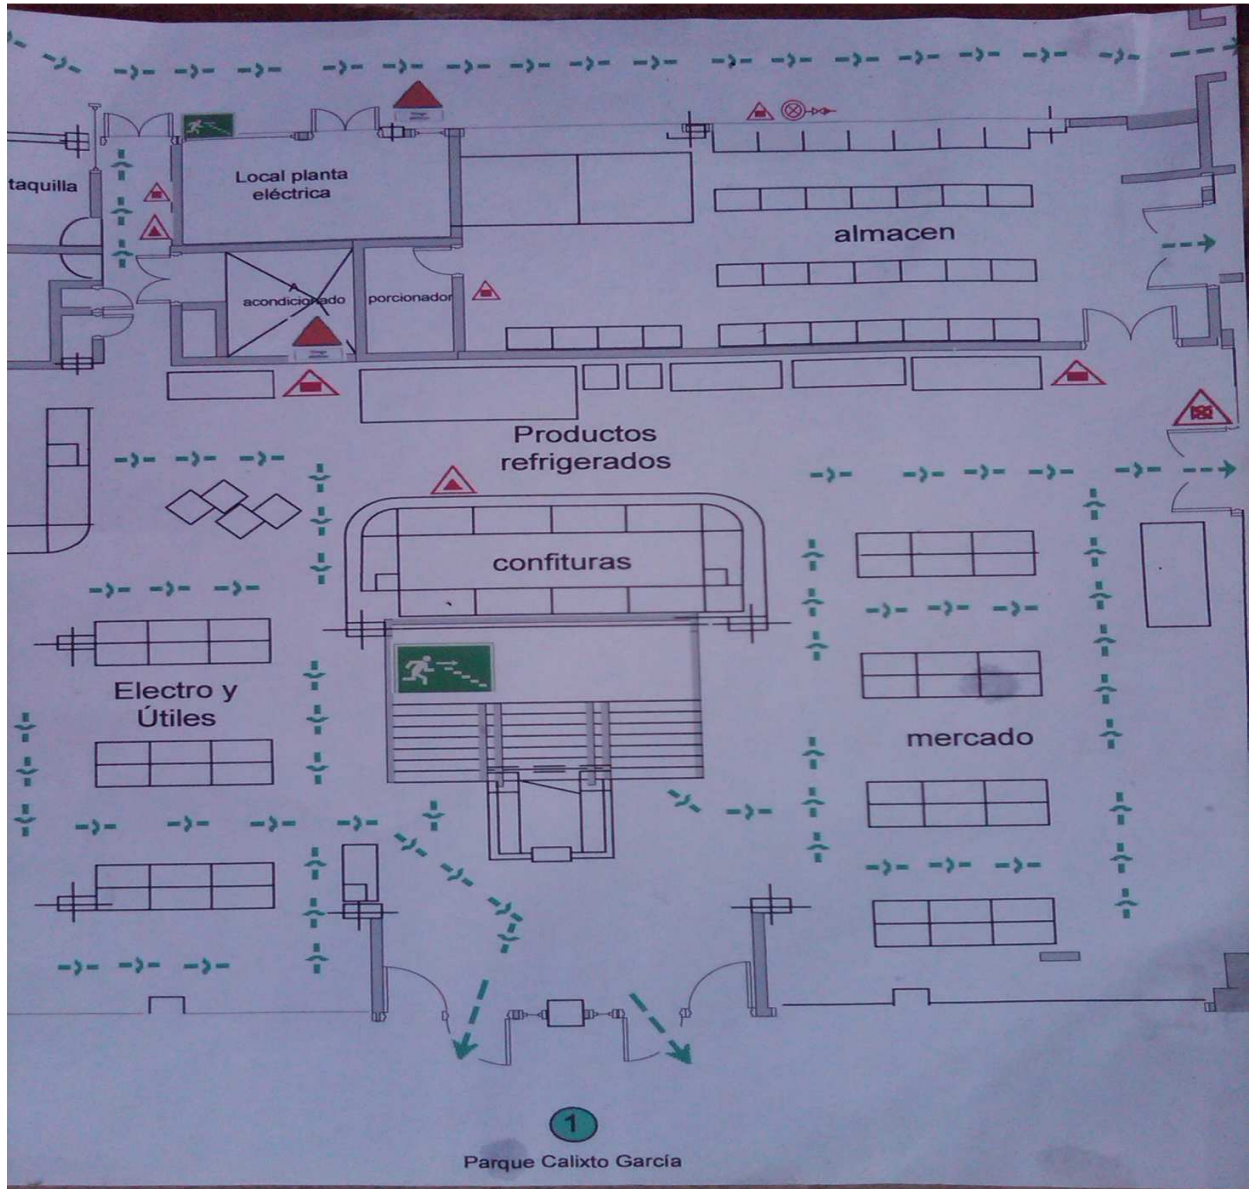 taquilla
Local planta
eléctrica
almacen
A
acondicionado
porcionador
Productos
refrigerados
confituras
Electro y
Útiles
mercado
1
Parque Calixto García